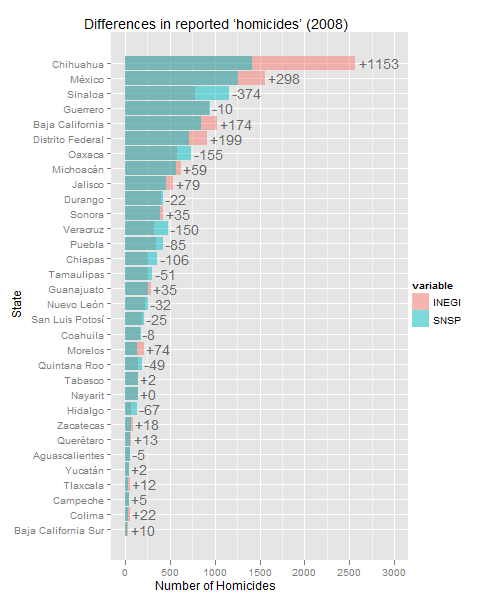 Differences in reported ‘homicides’ (2008)
State
Chihuahua +1153
México +298
Sinaloa -374
Guerrero -10
Baja California +174
Distrito Federal +199
Oaxaca -155
Michoacán +59
Jalisco +79
Durango -22
Sonora +35
Veracruz -150
Puebla -85
Chiapas -106
Tamaulipas -51
Guanajuato +35
Nuevo León -32
San Luis Potosí -25
Coahuila -8
Morelos +74
Quintana Roo -49
Tabasco +2
Nayarit +0
Hidalgo -67
Zacatecas +18
Querétaro +13
Aguascalientes -5
Yucatán +2
Tlaxcala +12
Campeche +5
Colima +22
Baja California Sur +10
0 500 1000 1500 2000 2500 3000
Number of Homicides
variable
INEGI
SNSP